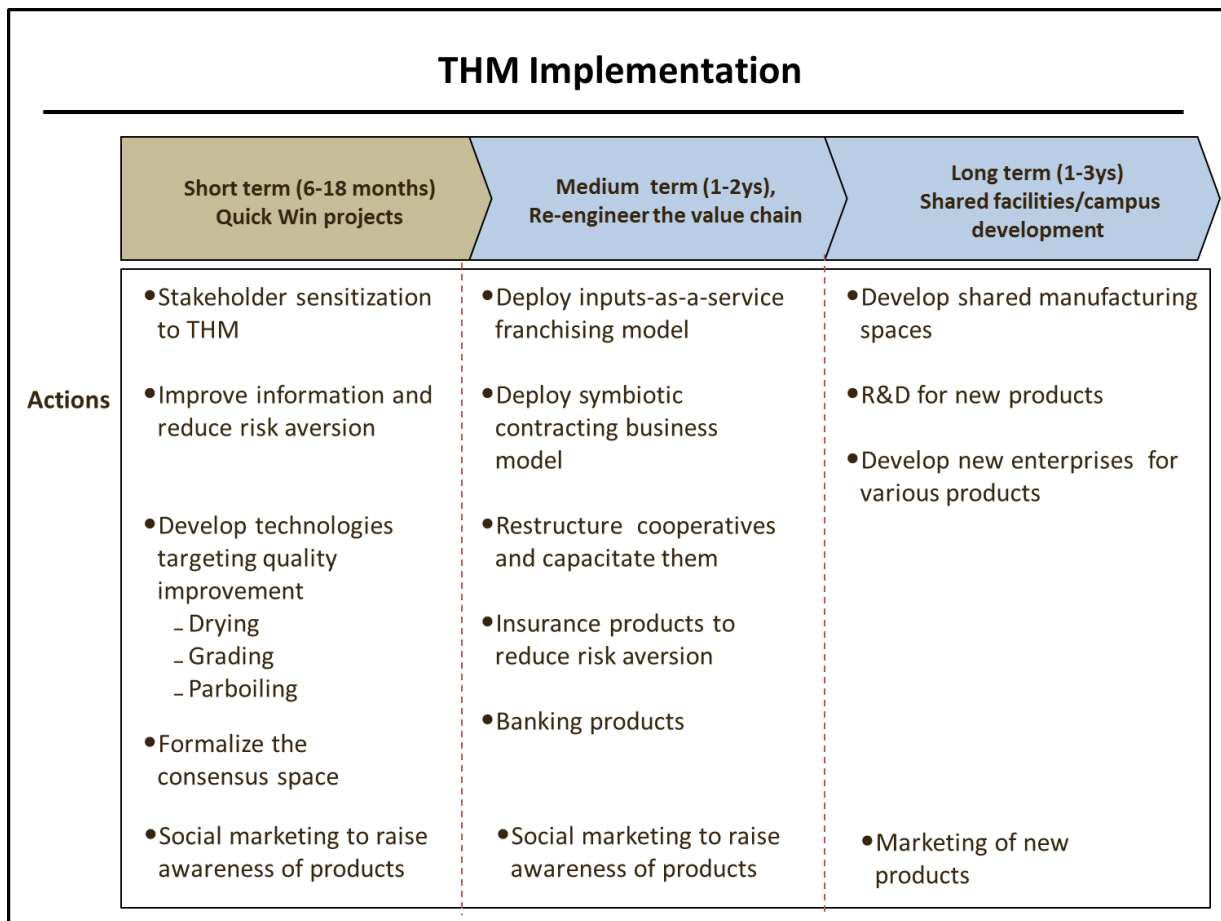 THM Implementation
Short term (6-18 months)
Quick Win projects
Medium term (1-2ys),
Re-engineer the value chain
Long term (1-3ys)
Shared facilities/campus
development
Actions
•Stakeholder sensitization
to THM
•Improve information and
reduce risk aversion
•Develop technologies
targeting quality
improvement
– Drying
– Grading
– Parboiling
•Formalize the
consensus space
•Social marketing to raise
awareness of products
•Deploy inputs-as-a-service
franchising model
•Deploy symbiotic
contracting business
model
•Restructure cooperatives
and capacitate them
•Insurance products to
reduce risk aversion
•Banking products
•Social marketing to raise
awareness of products
•Develop shared manufacturing
spaces
•R&D for new products
•Develop new enterprises for
various products
•Marketing of new
products